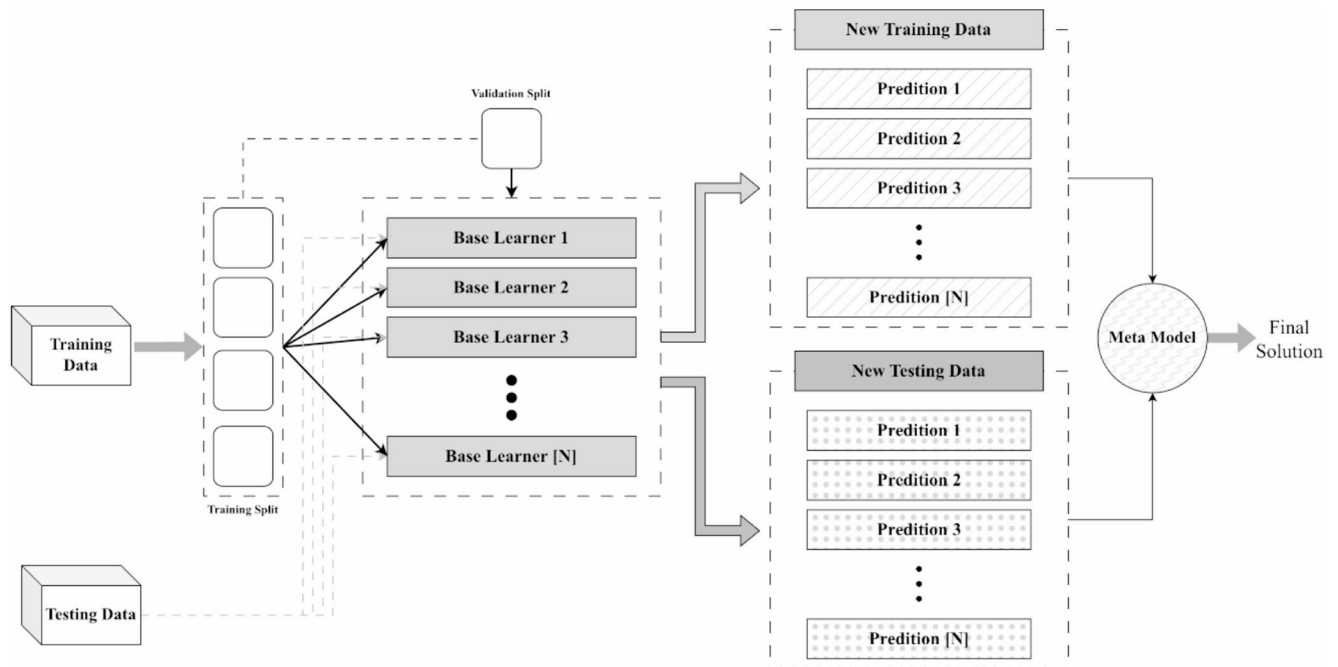 New Training Data
Predition 1
Validation Split
Predition 2
Predition 3
Base Learner 1
Base Learner 2
Predition [N]
Base Learner 3
Training
Data
Meta Model
Final
Solution
New Testing Data
Predition 1
Base Learner [N]
Predition 2
Training Split
Predition 3
Testing Data
Predition [N]